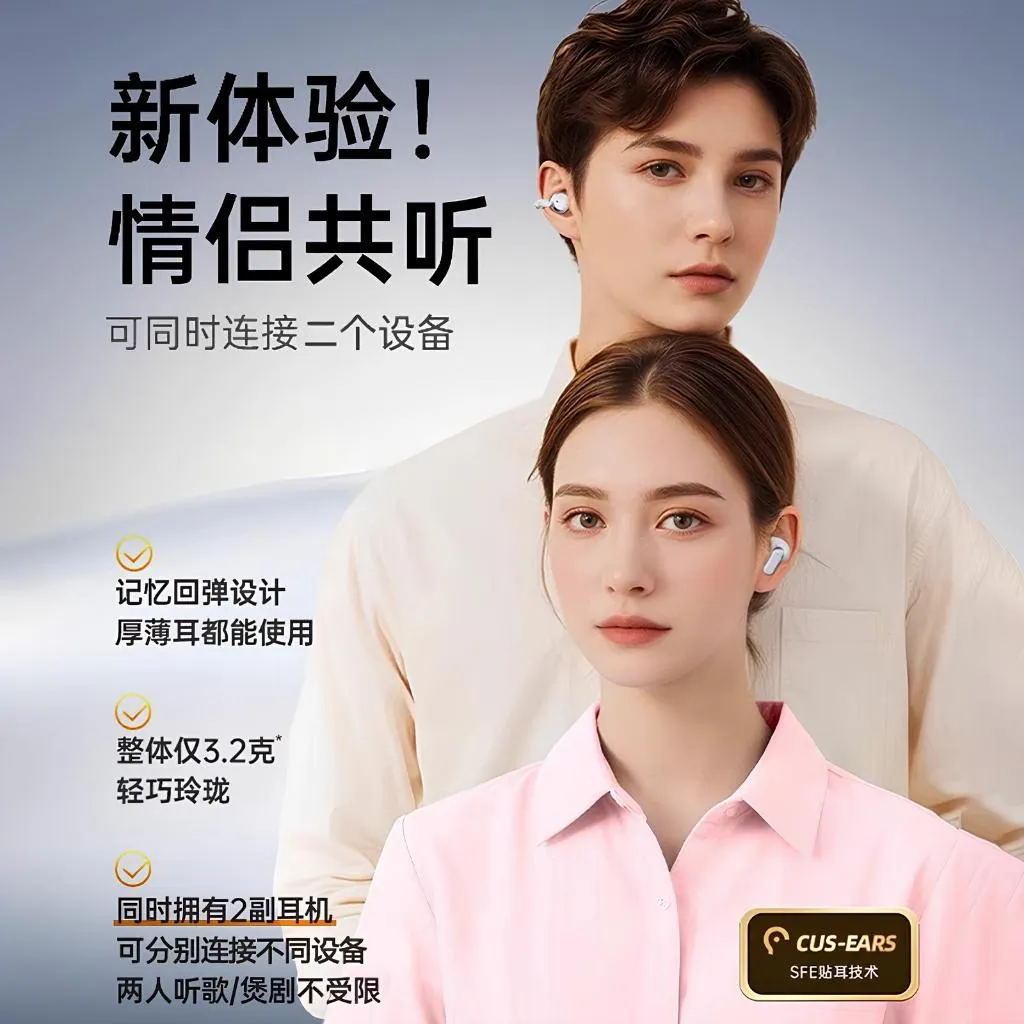 新体验！
情侣共听
可同时连接二个设备
记忆回弹设计
厚薄耳都能使用
整体仅3.2克*
轻巧玲珑
同时拥有2副耳机
可分别连接不同设备
两人听歌/煲剧不受限
CUS-EARS
SFE贴耳技术